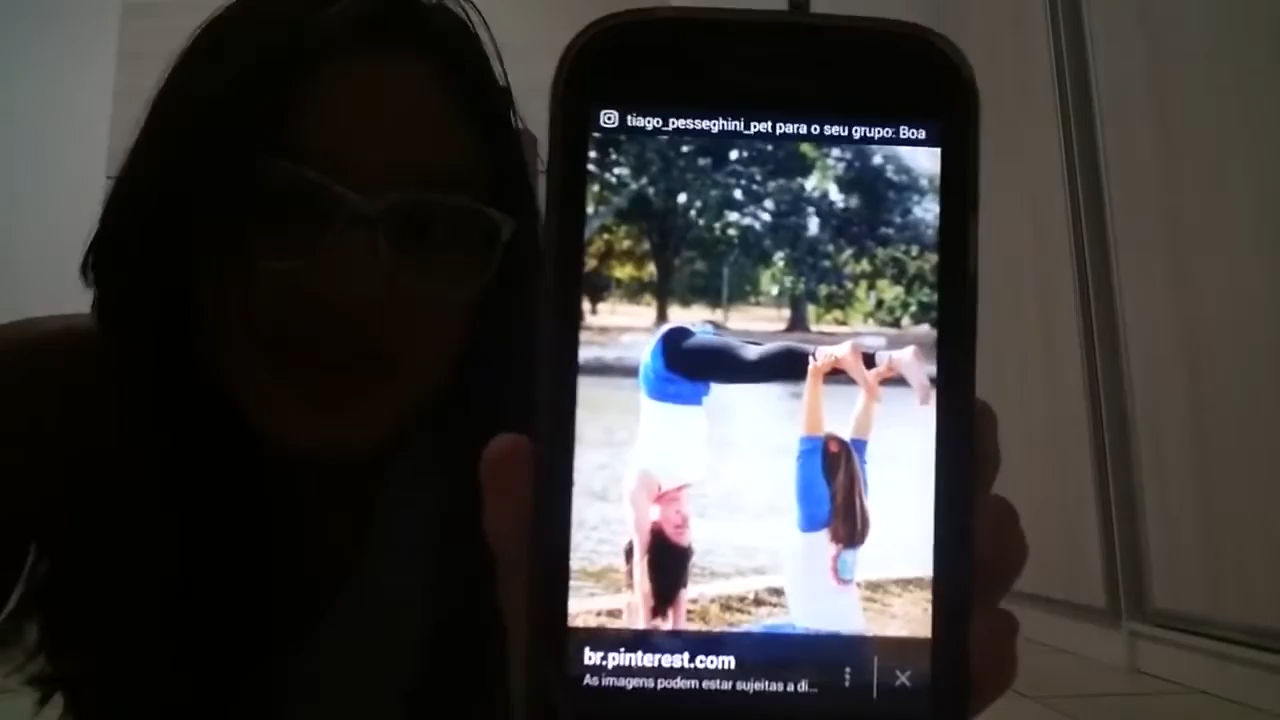 tiago_pesseghini_pet para o seu grupo: Boa
br.pinterest.com
As imagens podem estar sujeitas a di...